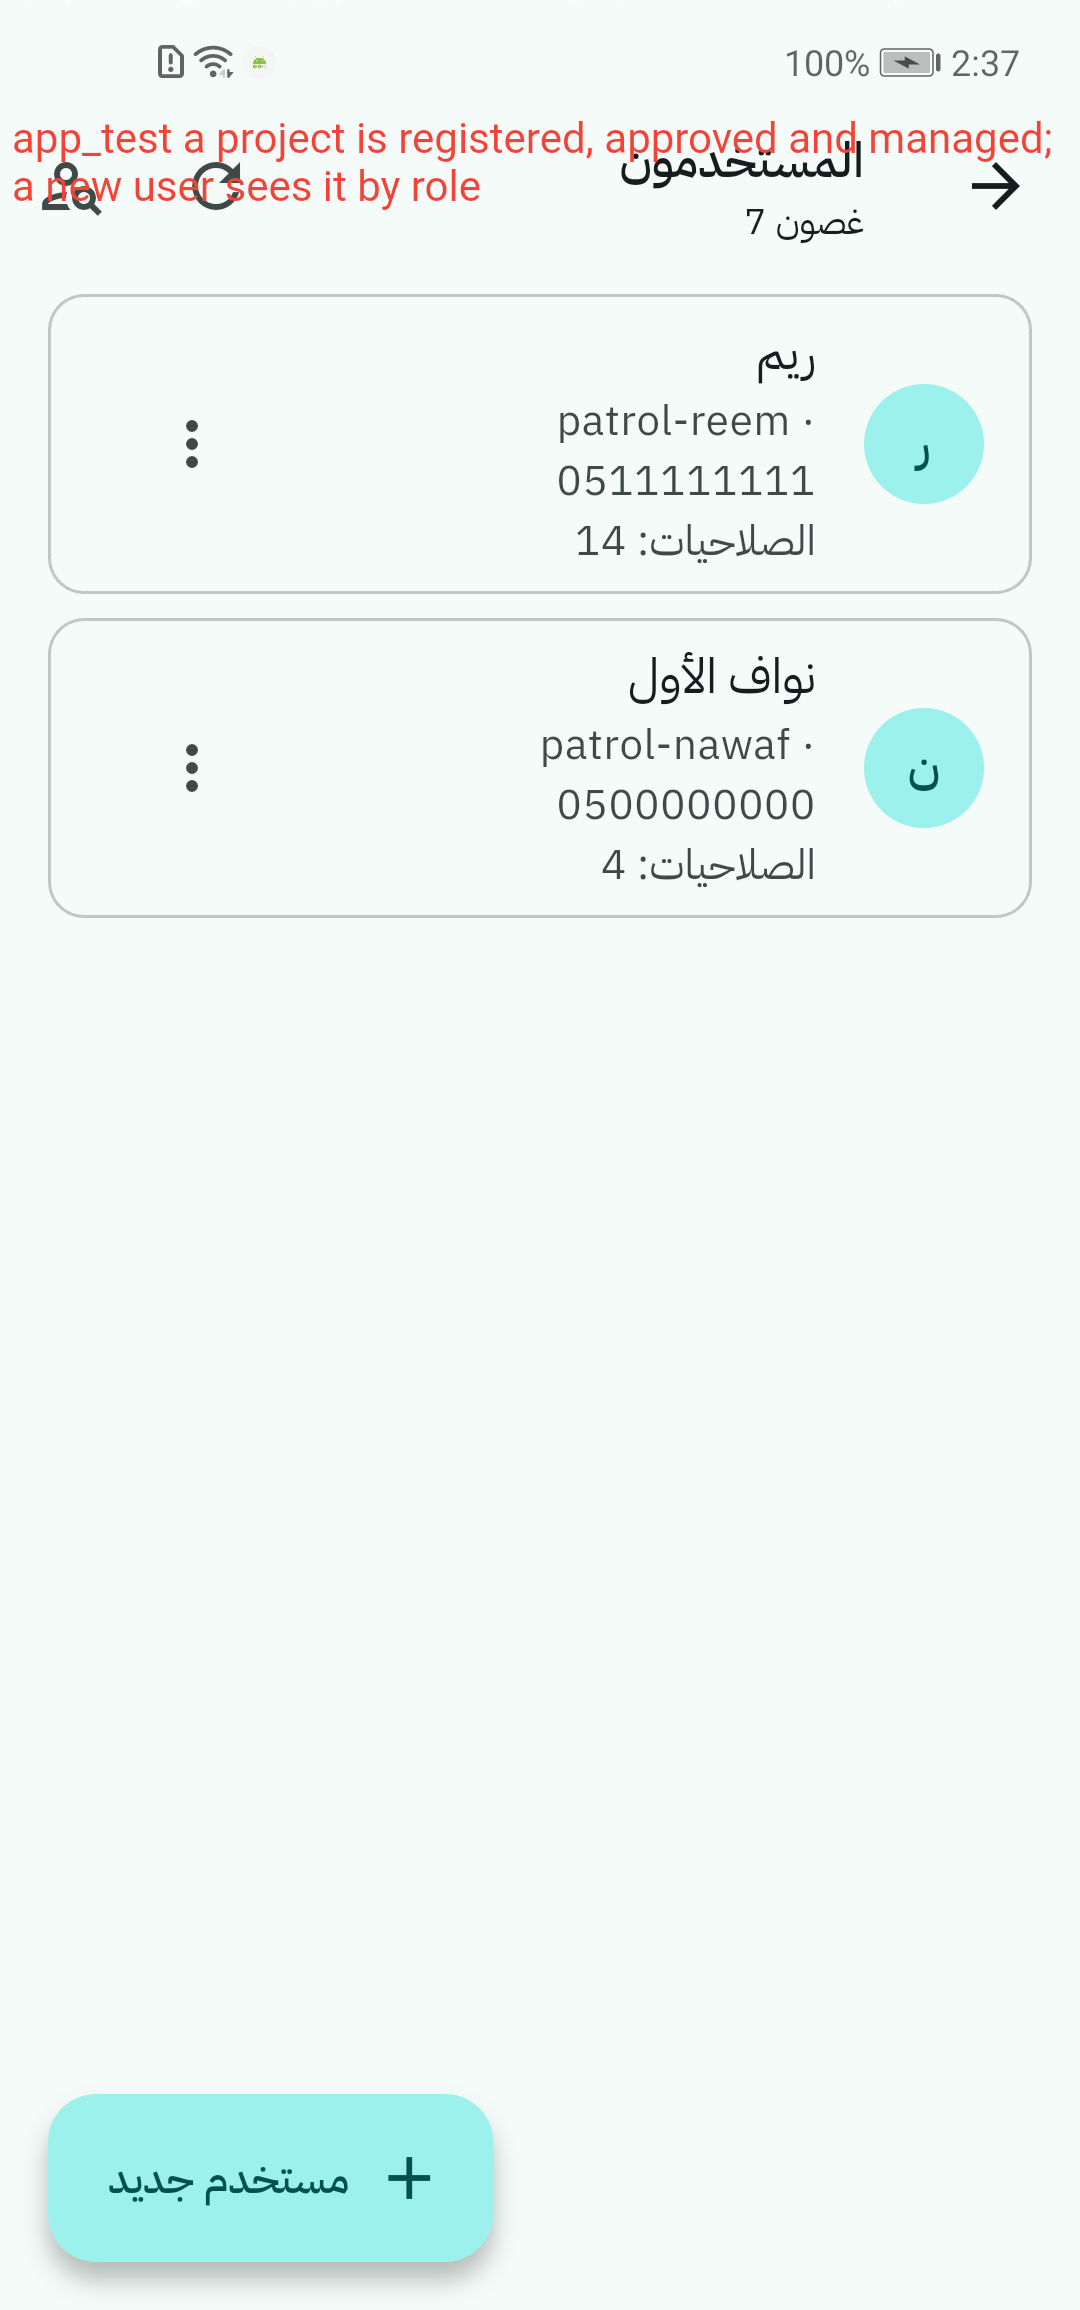 100% 2:37
app_test a project is registered, approved and managed;
a new user sees it by role
المستخدمون
غصون 7
ريم
patrol-reem ·
0511111111
الصلاحيات: 14
ر
نواف الأول
patrol-nawaf ·
0500000000
الصلاحيات: 4
ن
مستخدم جديد